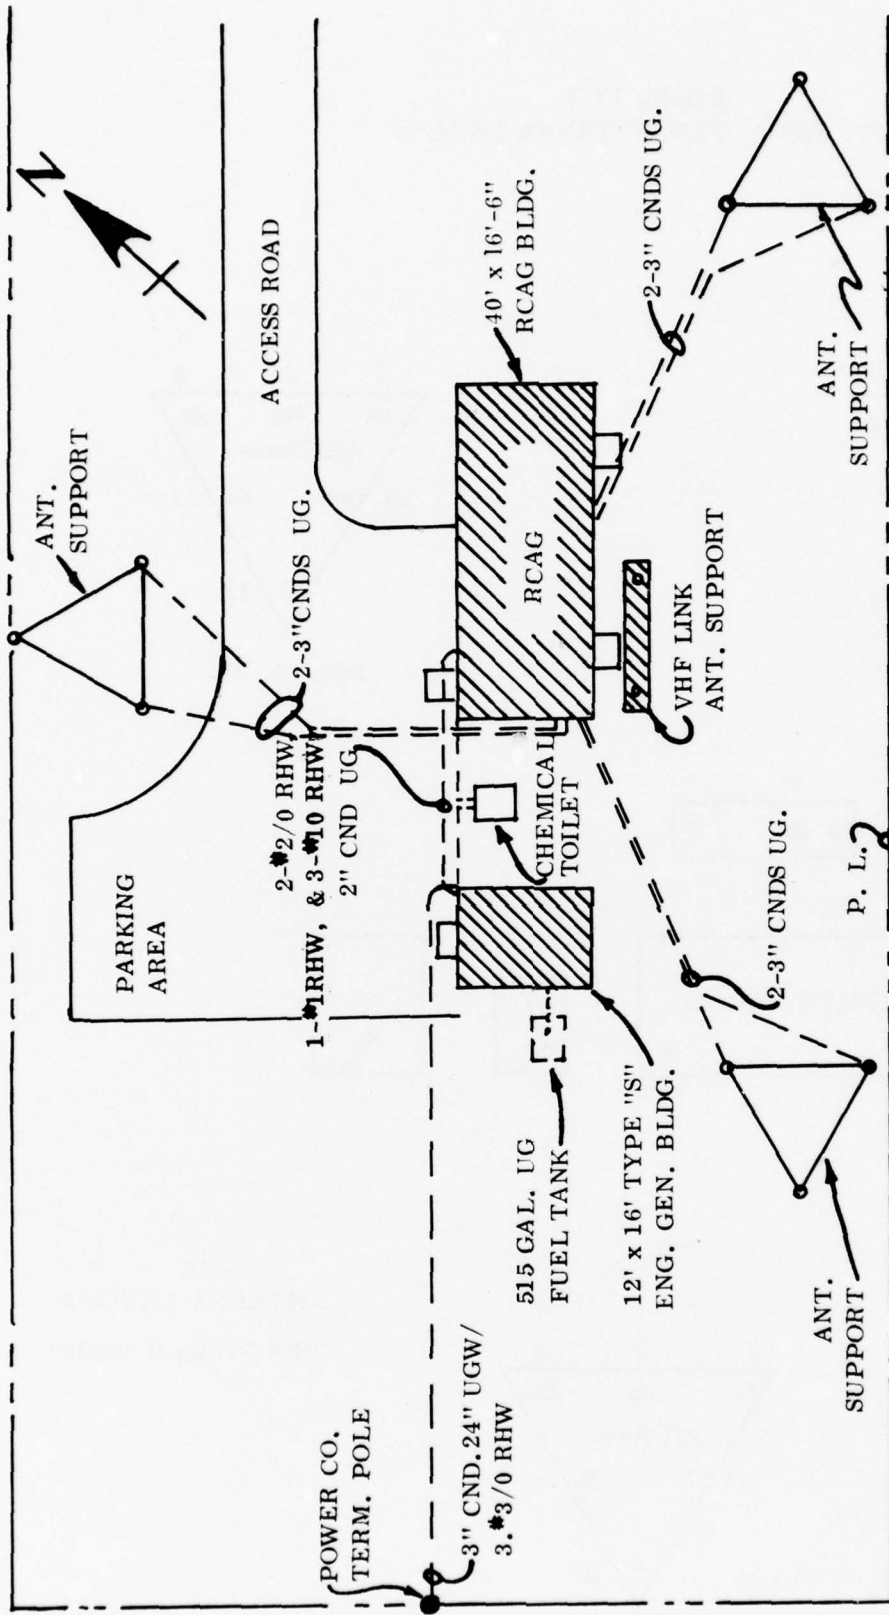 N
ACCESS ROAD
ANT.
SUPPORT
PARKING
AREA
2-3"CNDS UG.
2-#2/0 RHW,
1-#1RHW, & 3-#10 RHW
2" CND UG
CHEMICAL
TOILET
40' x 16'-6"
RCAG BLDG.
RCAG
2-3" CNDS UG.
ANT.
SUPPORT
VHF LINK
ANT. SUPPORT
P. L.
2-3" CNDS UG.
515 GAL. UG
FUEL TANK
12' x 16' TYPE "S"
ENG. GEN. BLDG.
ANT.
SUPPORT
POWER CO.
TERM. POLE
3" CND.24" UGW/
3.#3/0 RHW